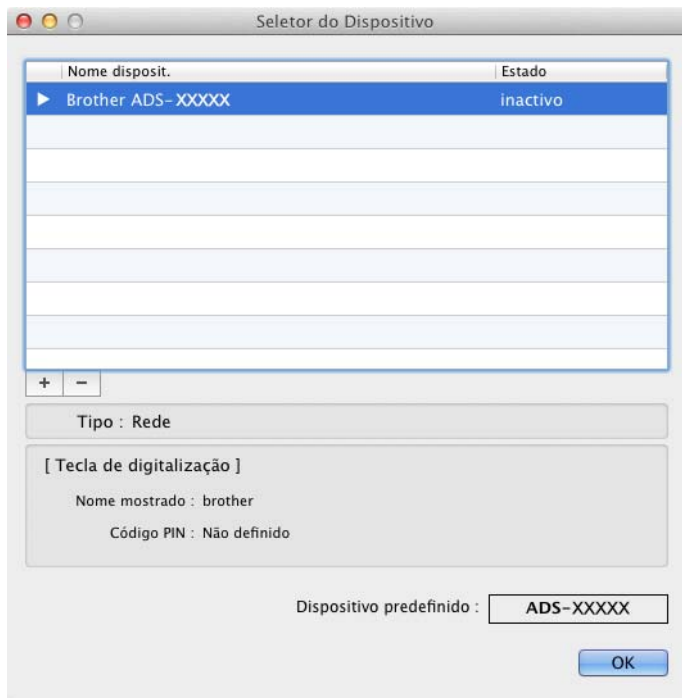 Seletor do Dispositivo
Nome disposit. Estado
Brother ADS-XXXXX inactivo
+ −
Tipo : Rede
[ Tecla de digitalização ]
Nome mostrado : brother
Código PIN : Não definido
Dispositivo predefinido : ADS-XXXXX
OK